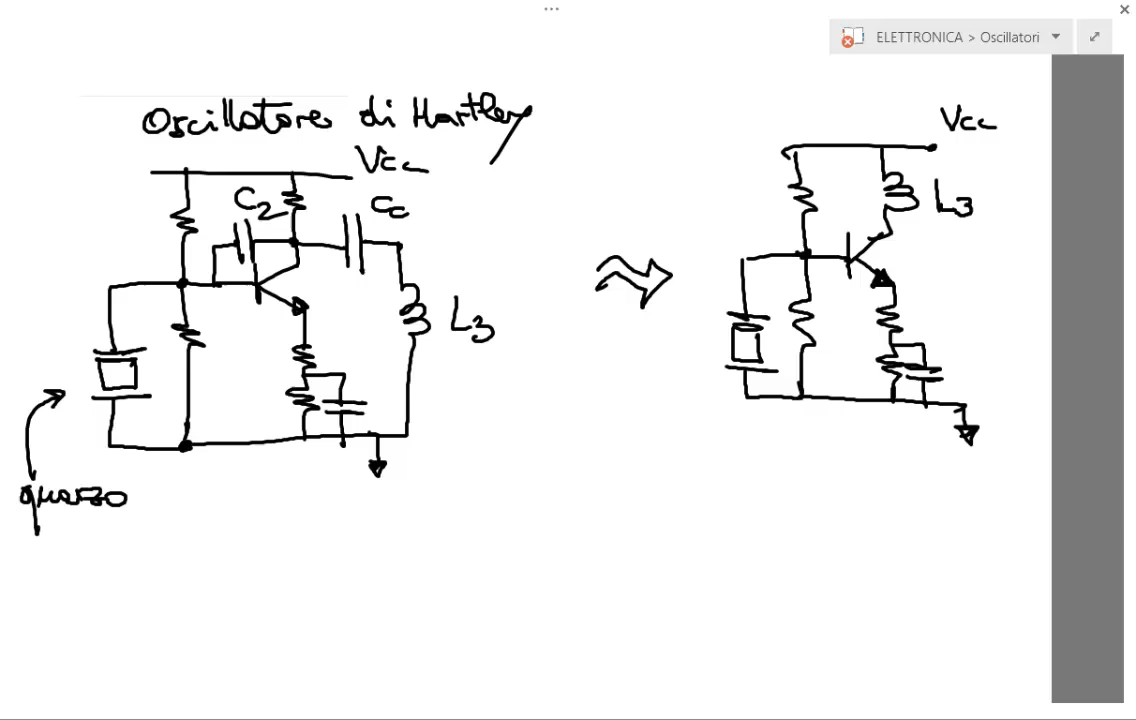 ELETTRONICA > Oscillatori
Oscillatore di Hartley
Vcc
C2
Cc
L3
quarzo
Vcc
L3